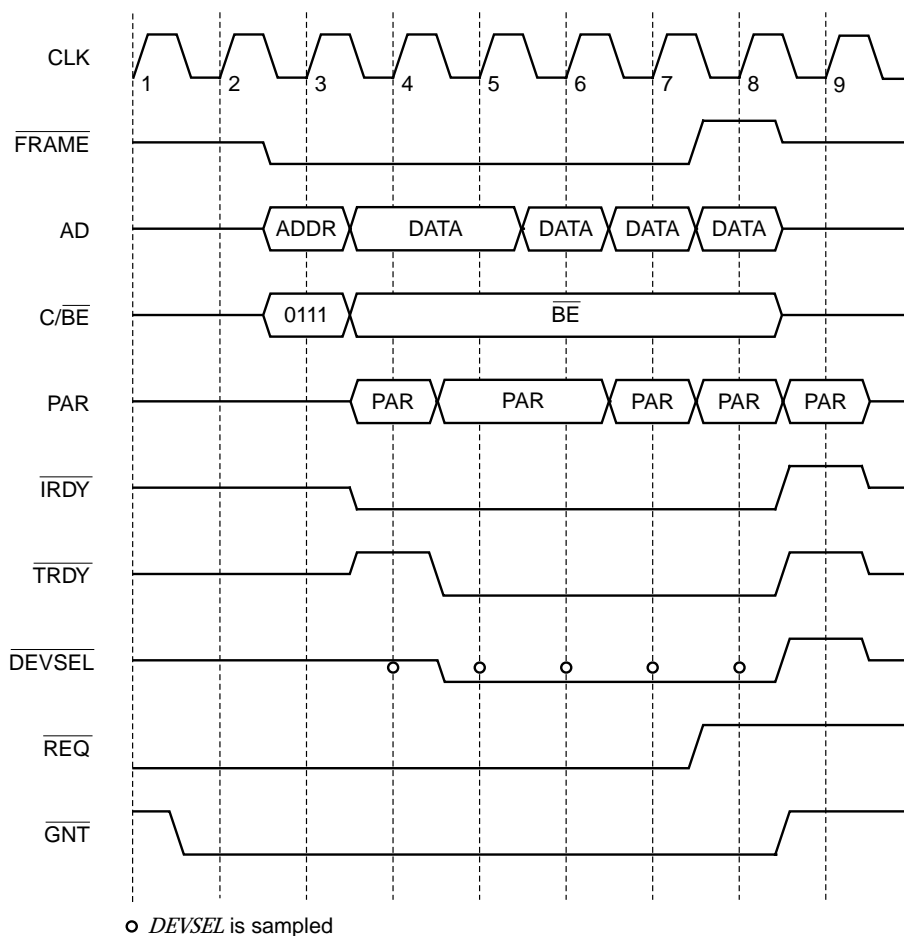 CLK
1 2 3 4 5 6 7 8 9
FRAME
AD
ADDR DATA DATA DATA DATA
C/BE
0111 BE
PAR
PAR PAR PAR PAR PAR
IRDY
TRDY
DEVSEL
REQ
GNT
DEVSEL is sampled